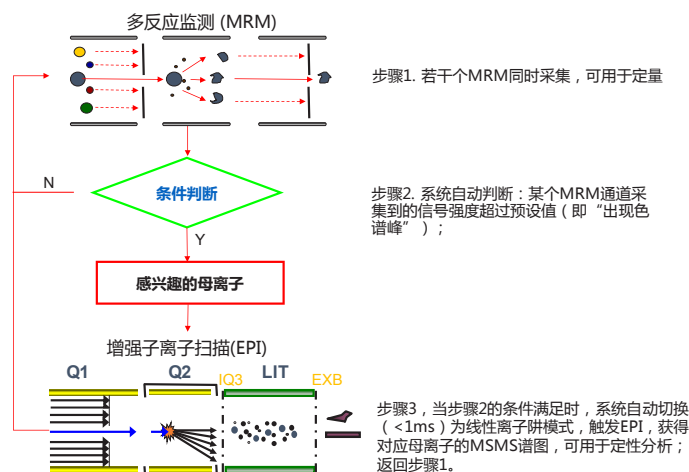 多反应监测 (MRM)
步骤1. 若干个MRM同时采集，可用于定量
N
条件判断
步骤2. 系统自动判断：某个MRM通道采
集到的信号强度超过预设值（即“出现色
谱峰”）；
Y
感兴趣的母离子
增强子离子扫描(EPI)
Q1 Q2 IQ3 LIT EXB
步骤3，当步骤2的条件满足时，系统自动切换
（<1ms）为线性离子阱模式，触发EPI，获得
对应母离子的MSMS谱图，可用于定性分析；
返回步骤1。